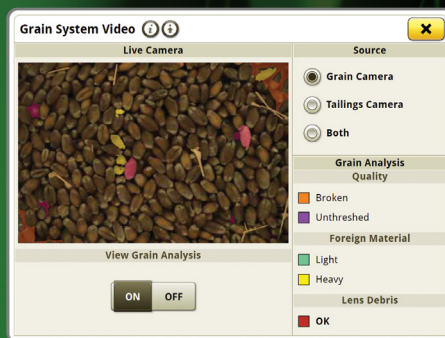 Grain System Video
Live Camera
View Grain Analysis
ON OFF
Source
Grain Camera
Tailings Camera
Both
Grain Analysis
Quality
Broken
Unthreshed
Foreign Material
Light
Heavy
Lens Debris
OK